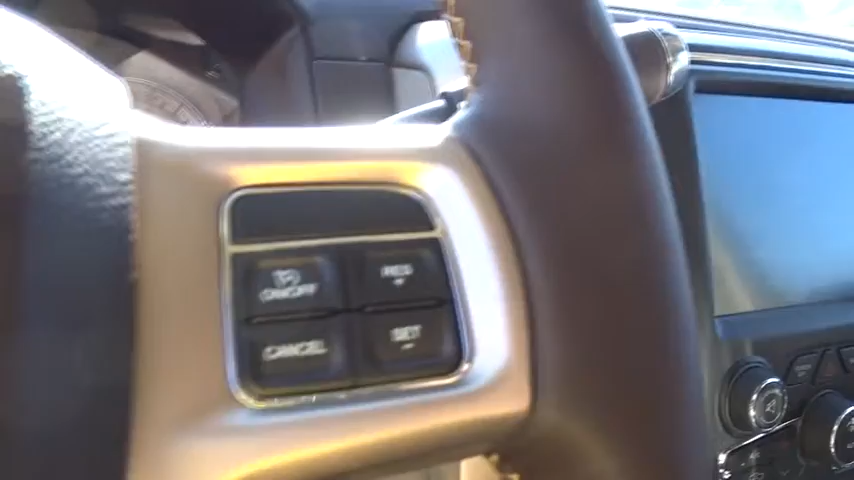 ON/OFF
RES
+
CANCEL
SET
-